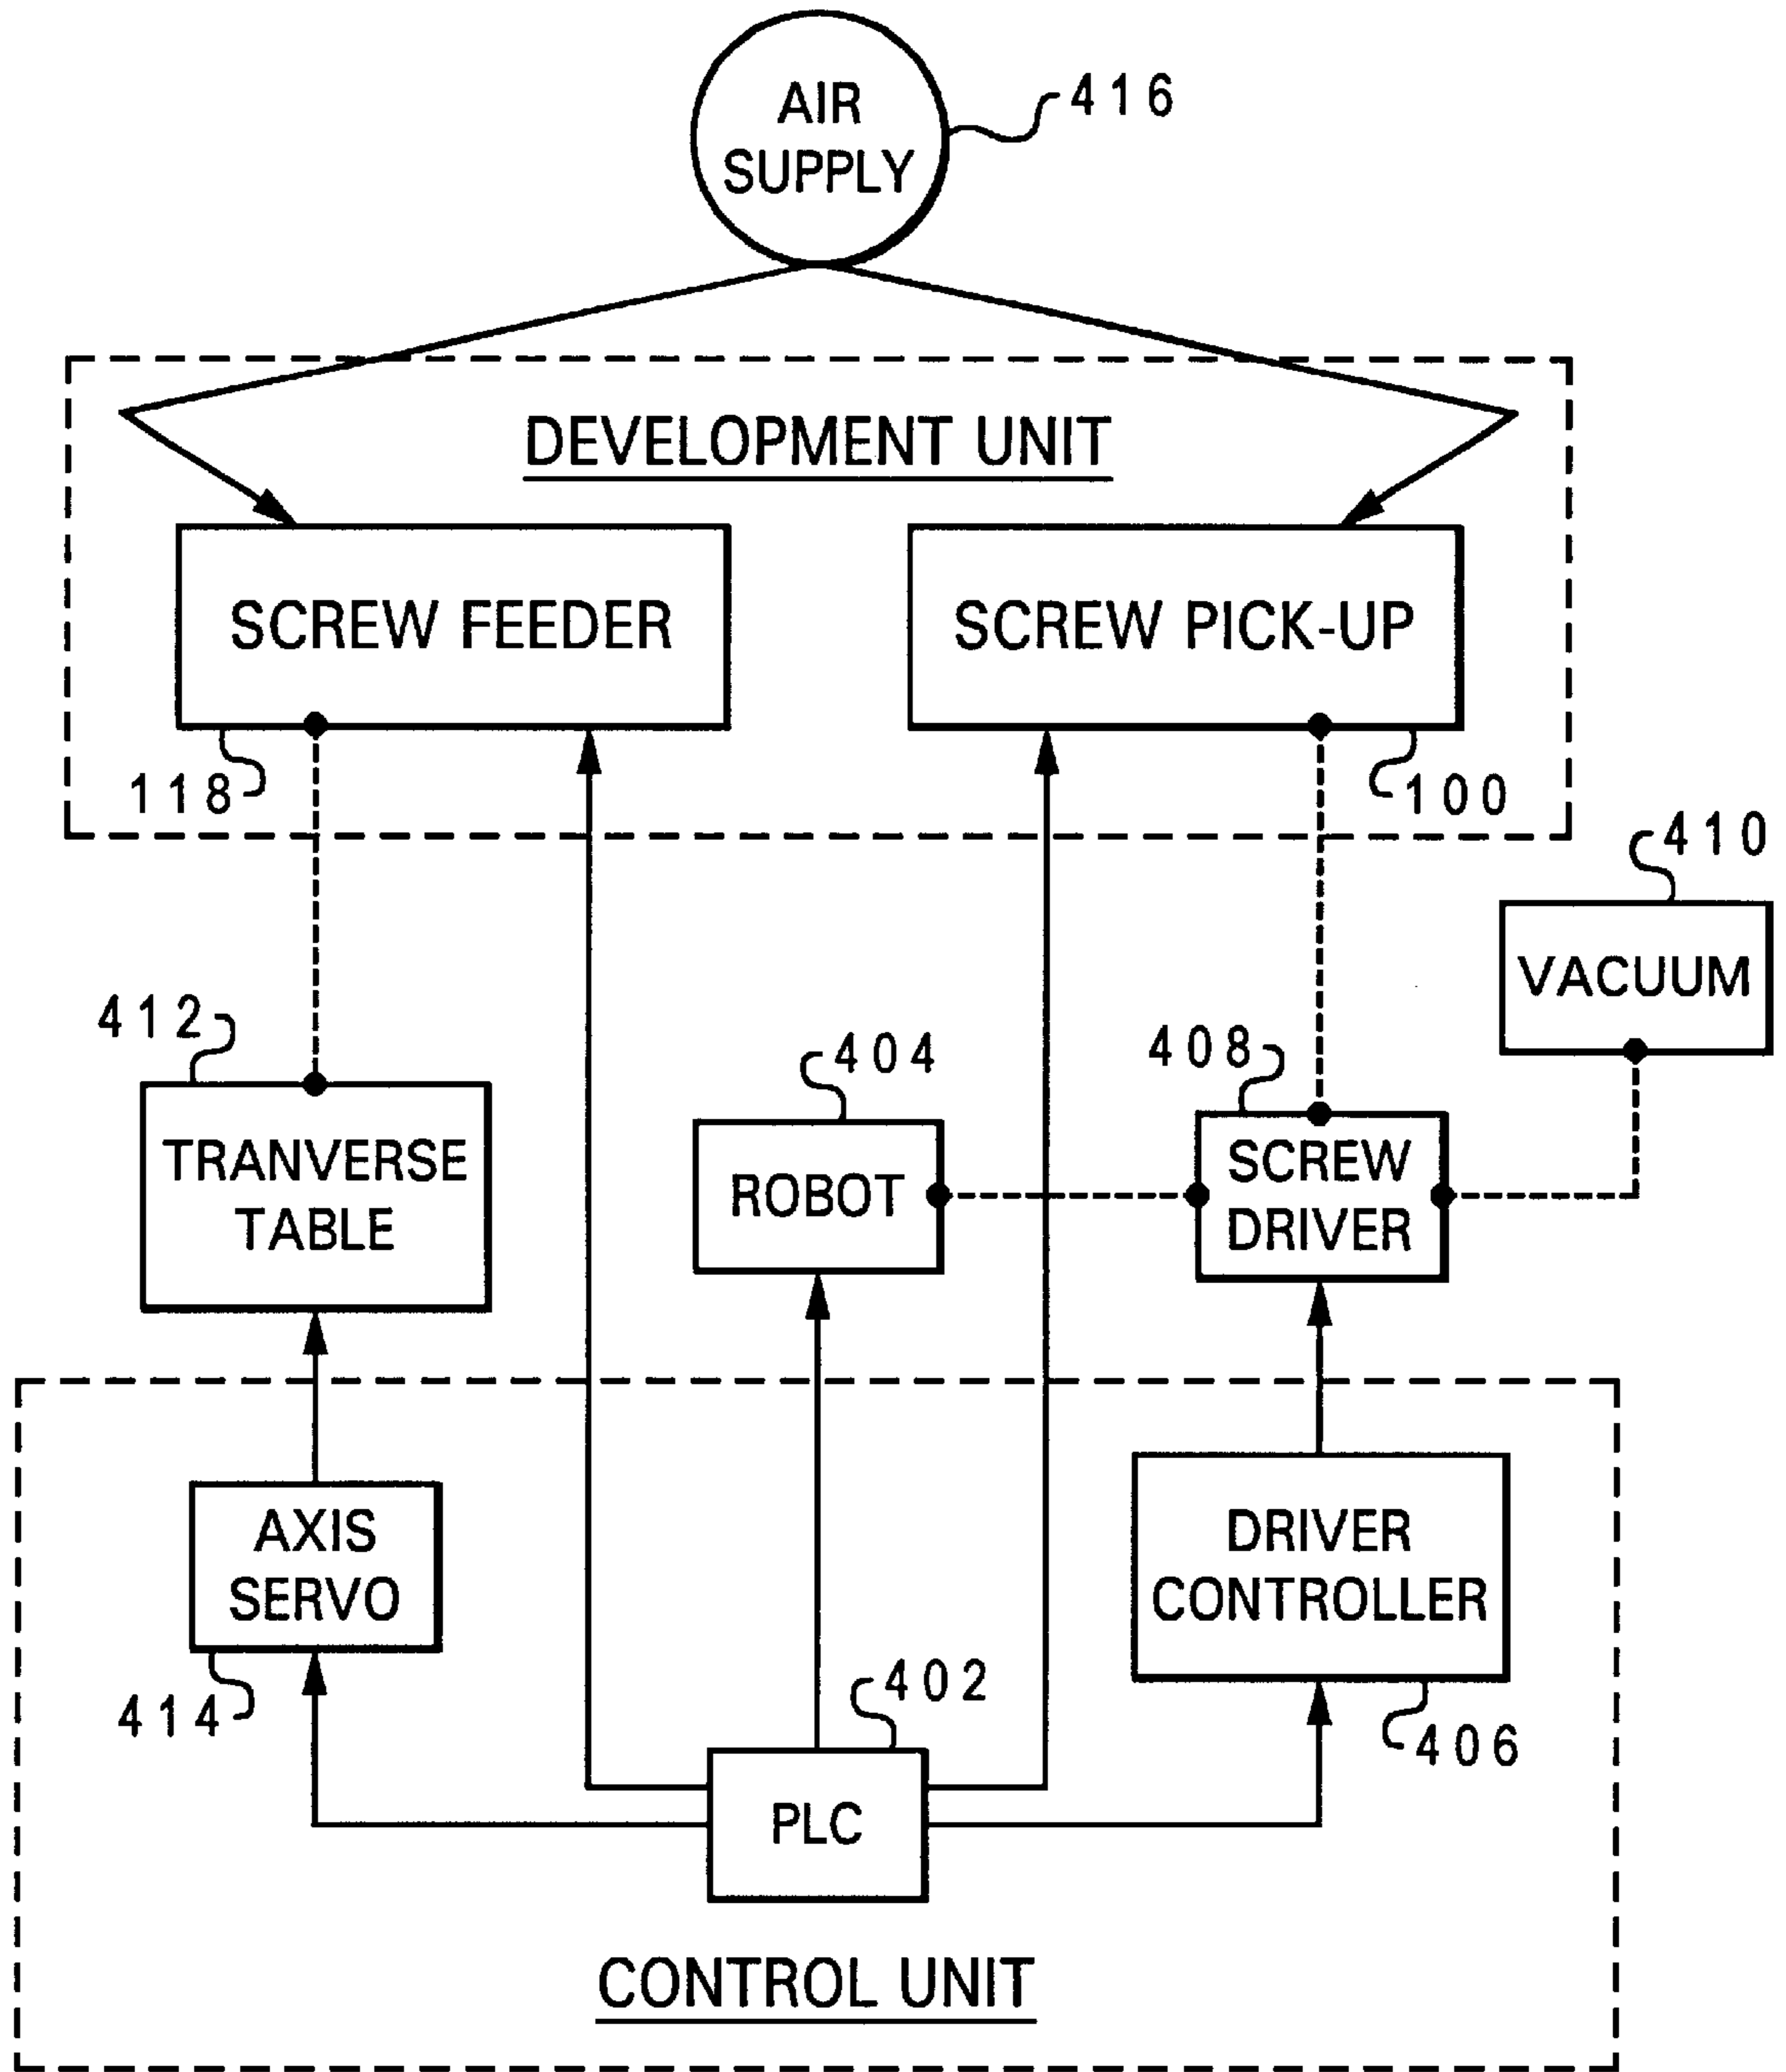 AIR
SUPPLY
416
DEVELOPMENT UNIT
SCREW FEEDER
SCREW PICK-UP
118
100
410
VACUUM
412
404
408
TRANVERSE
TABLE
ROBOT
SCREW
DRIVER
AXIS
SERVO
DRIVER
CONTROLLER
414
402
406
PLC
CONTROL UNIT